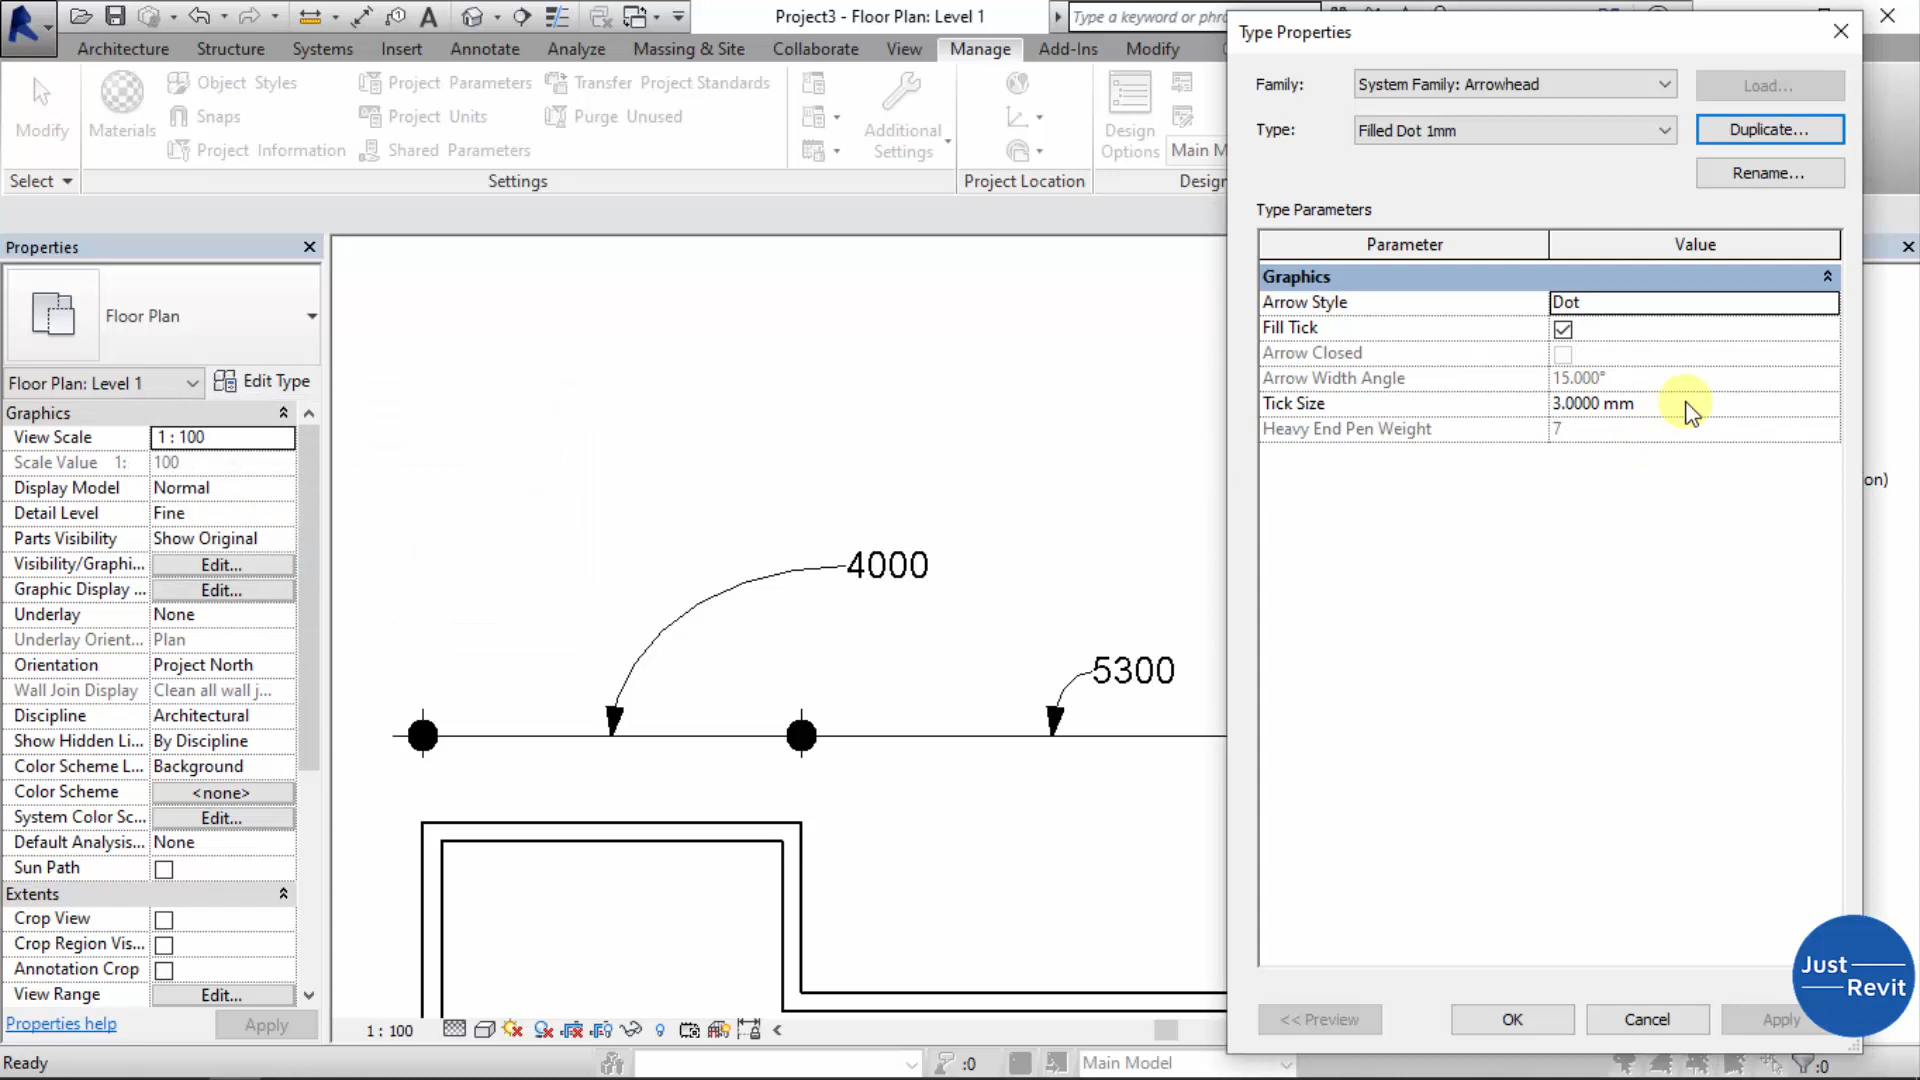 Project3 - Floor Plan: Level 1
Type a keyword or phr
Architecture Structure Systems Insert Annotate Analyze Massing & Site Collaborate View Manage Add-Ins Modify
Modify
Materials
Object Styles
Snaps
Project Information
Project Parameters
Project Units
Shared Parameters
Transfer Project Standards
Purge Unused
Additional Settings
Design Options
Main M
Select
Settings
Project Location
Design
Properties
Floor Plan
Floor Plan: Level 1
Edit Type
Graphics
View Scale 1 : 100
Scale Value 1: 100
Display Model Normal
Detail Level Fine
Parts Visibility Show Original
Visibility/Graphi... Edit...
Graphic Display ... Edit...
Underlay None
Underlay Orient... Plan
Orientation Project North
Wall Join Display Clean all wall j...
Discipline Architectural
Show Hidden Li... By Discipline
Color Scheme L... Background
Color Scheme <none>
System Color Sc... Edit...
Default Analysis... None
Sun Path
Extents
Crop View
Crop Region Vis...
Annotation Crop
View Range Edit...
Properties help
Apply
4000
5300
1 : 100
Ready
:0
Main Model
:0
Type Properties
Family: System Family: Arrowhead
Load...
Type: Filled Dot 1mm
Duplicate...
Rename...
Type Parameters
Parameter Value
Graphics
Arrow Style Dot
Fill Tick
Arrow Closed
Arrow Width Angle 15.000°
Tick Size 3.0000 mm
Heavy End Pen Weight 7
<< Preview
OK
Cancel
Apply
on)
Just
Revit